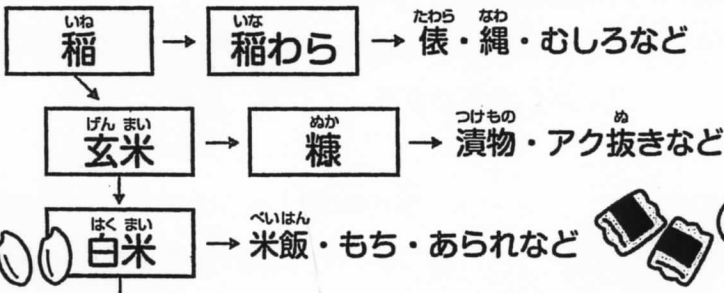 いね いな たわら なわ
稲 → 稲わら → 俵・縄・むしろなど
げん まい ぬか つけもの ぬ
玄米 → 糠 → 漬物・アク抜きなど
はく まい べいはん
白米 → 米飯・もち・あられなど